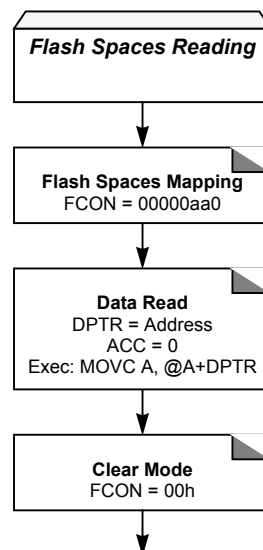 Flash Spaces Reading
Flash Spaces Mapping
FCON = 00000aa0
Data Read
DPTR = Address
ACC = 0
Exec: MOVC A, @A+DPTR
Clear Mode
FCON = 00h